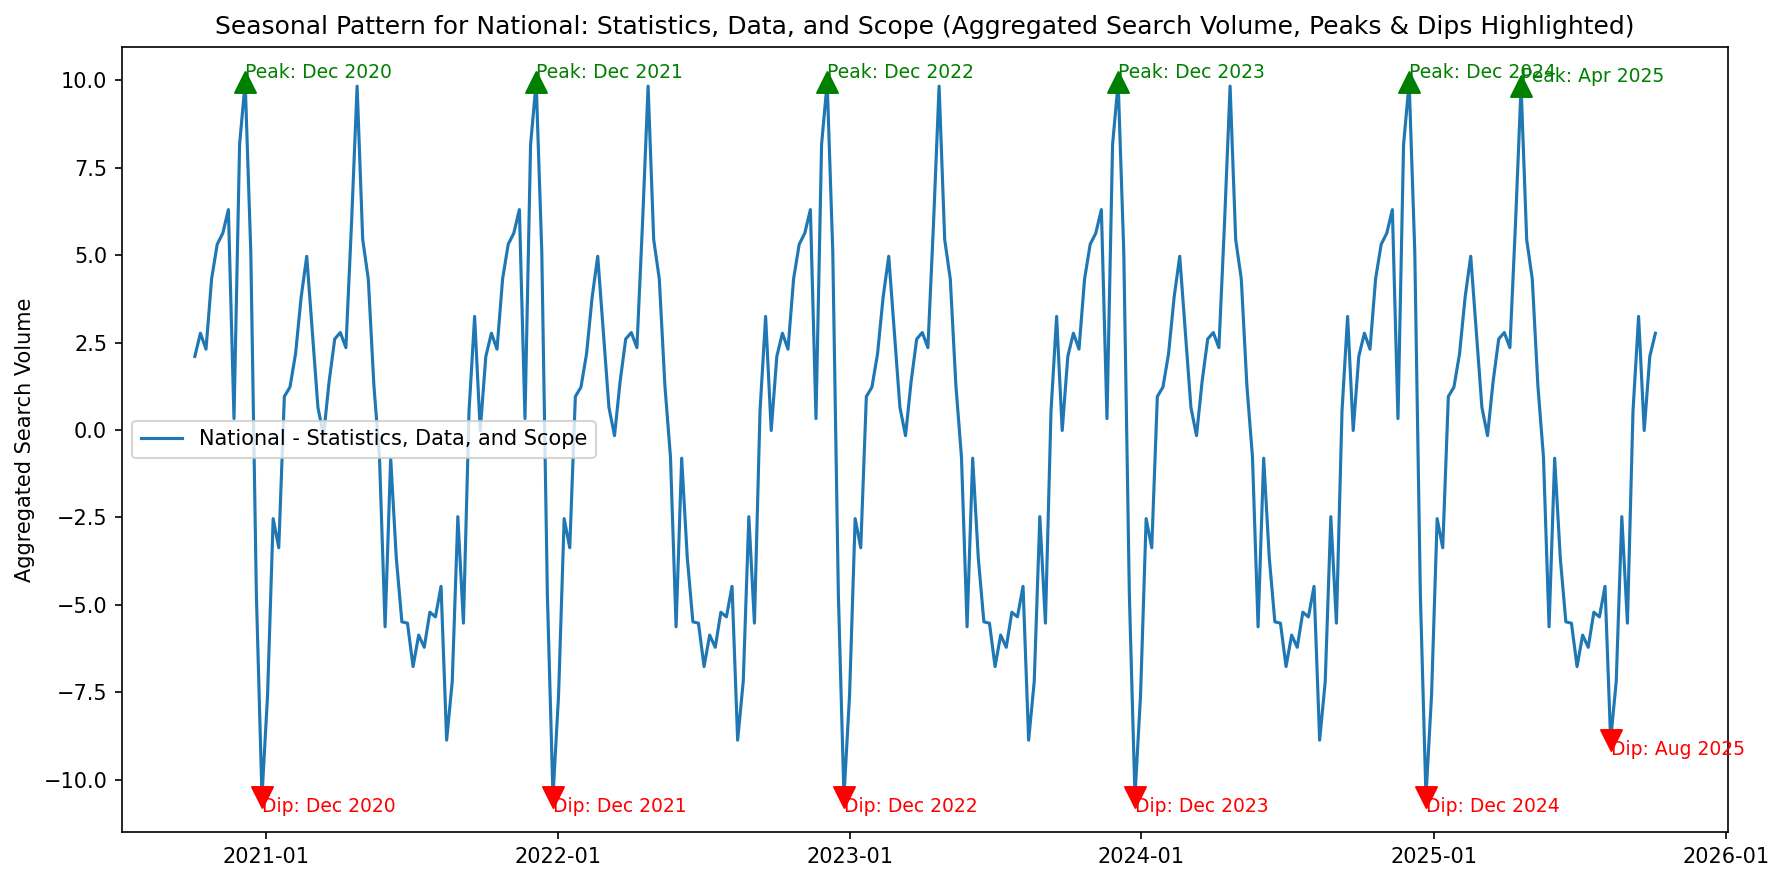 Seasonal Pattern for National: Statistics, Data, and Scope (Aggregated Search Volume, Peaks & Dips Highlighted)
Aggregated Search Volume
10.0
7.5
5.0
2.5
0.0
−2.5
−5.0
−7.5
−10.0
Peak: Dec 2020
Peak: Dec 2021
Peak: Dec 2022
Peak: Dec 2023
Peak: Dec 2024
Peak: Apr 2025
National - Statistics, Data, and Scope
Dip: Dec 2020
Dip: Dec 2021
Dip: Dec 2022
Dip: Dec 2023
Dip: Dec 2024
Dip: Aug 2025
2021-01
2022-01
2023-01
2024-01
2025-01
2026-01